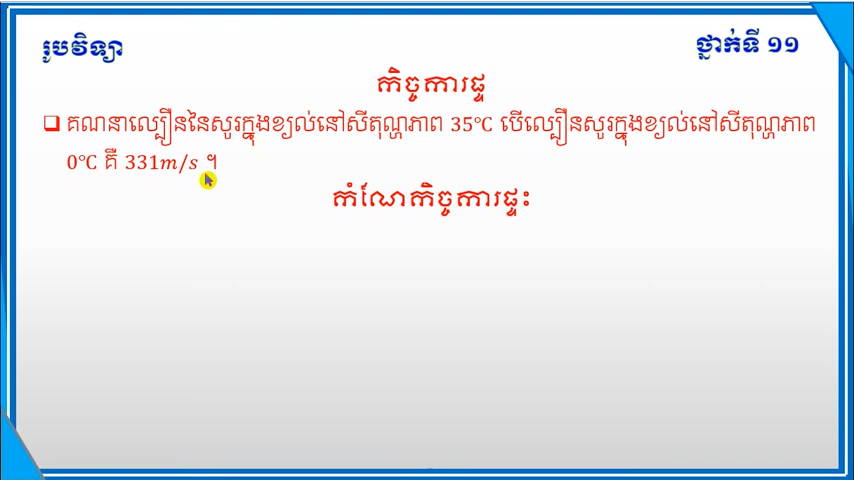 រូបវិទ្យា
ថ្នាក់ទី ១១
កិច្ចការផ្ទ
❑ គណនាល្បឿននៃសូរក្នុងខ្យល់នៅសីតុណ្ហភាព 35°C បើល្បឿនសូរក្នុងខ្យល់នៅសីតុណ្ហភាព
0°C គឺ 331m/s ។
កំណែកិច្ចការផ្ទះ